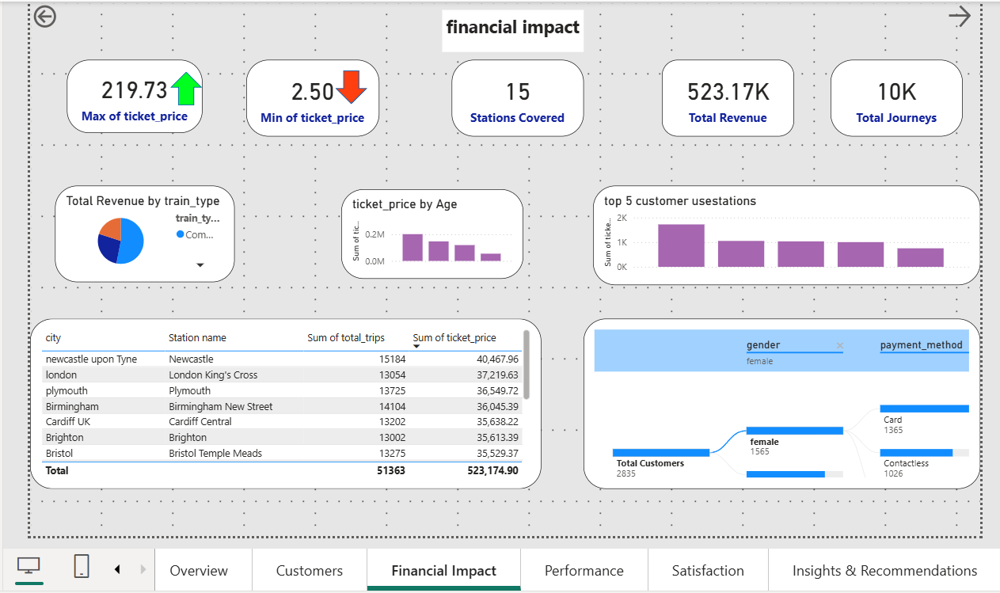 financial impact
219.73
Max of ticket_price
2.50
Min of ticket_price
15
Stations Covered
523.17K
Total Revenue
10K
Total Journeys
Total Revenue by train_type
train_ty...
Com...
ticket_price by Age
Sum of tic...
0.2M
0.0M
top 5 customer usestations
Sum of ticke...
2K
1K
0K
city Station name Sum of total_trips Sum of ticket_price
newcastle upon Tyne Newcastle 15184 40,467.96
london London King's Cross 13054 37,219.63
plymouth Plymouth 13725 36,549.72
Birmingham Birmingham New Street 14104 36,045.39
Cardiff UK Cardiff Central 13202 35,638.22
Brighton Brighton 13002 35,613.39
Bristol Bristol Temple Meads 13275 35,529.37
Total 51363 523,174.90
gender
female
payment_method
Total Customers
2835
female
1565
Card
1365
Contactless
1026
Overview
Customers
Financial Impact
Performance
Satisfaction
Insights & Recommendations